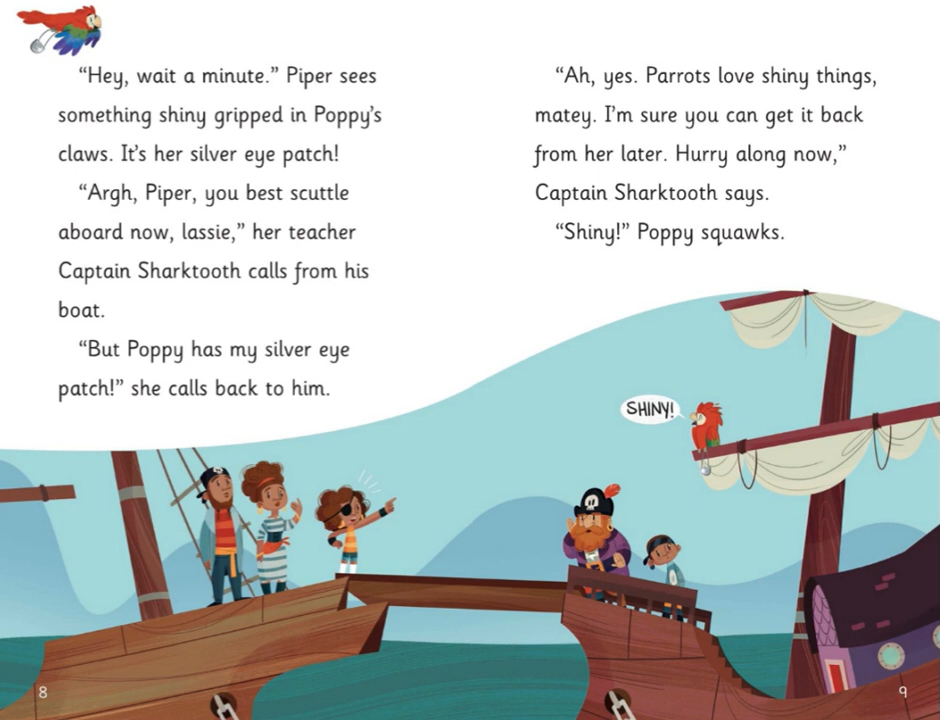 “Hey, wait a minute.” Piper sees
something shiny gripped in Poppy’s
claws. It’s her silver eye patch!
“Argh, Piper, you best scuttle
aboard now, lassie,” her teacher
Captain Sharktooth calls from his
boat.
“But Poppy has my silver eye
patch!” she calls back to him.
8
“Ah, yes. Parrots love shiny things,
matey. I’m sure you can get it back
from her later. Hurry along now,”
Captain Sharktooth says.
“Shiny!” Poppy squawks.
SHINY!
9